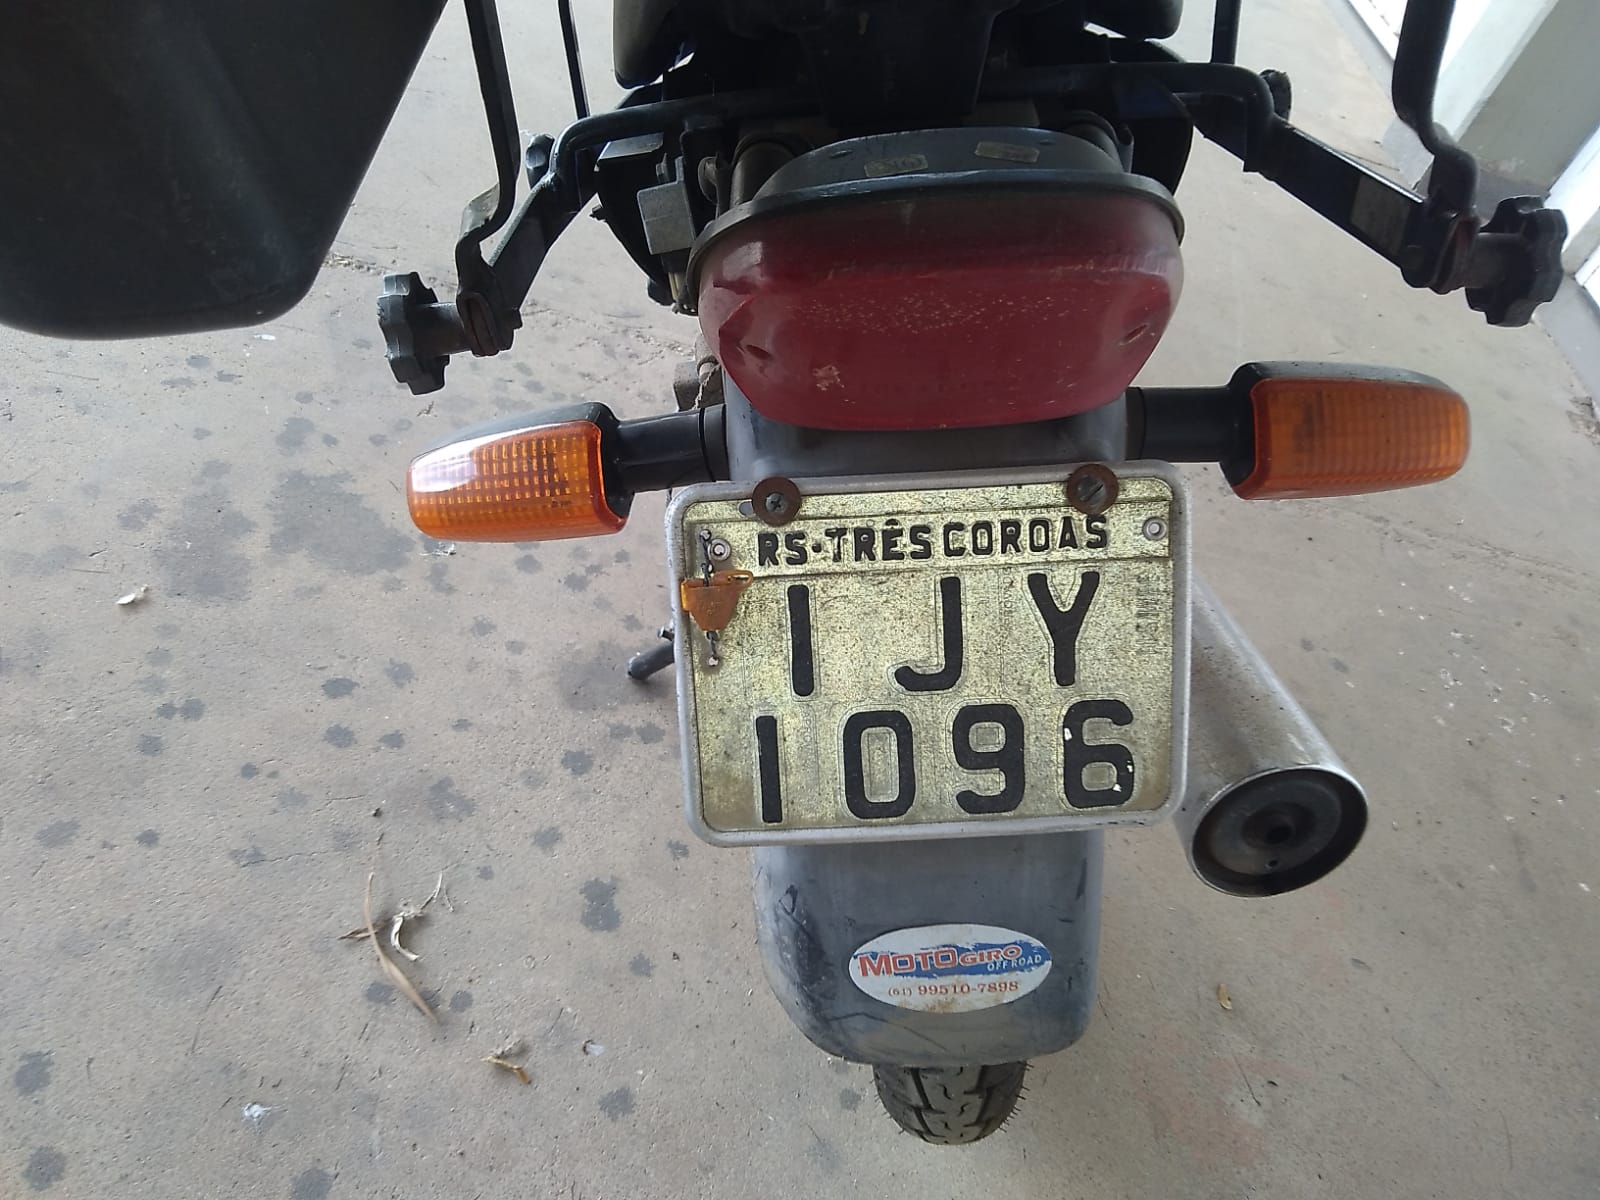 RS-TRÊS COROAS
IJY
1096
MOTOGIRO
OFF ROAD
(61) 99510-7898